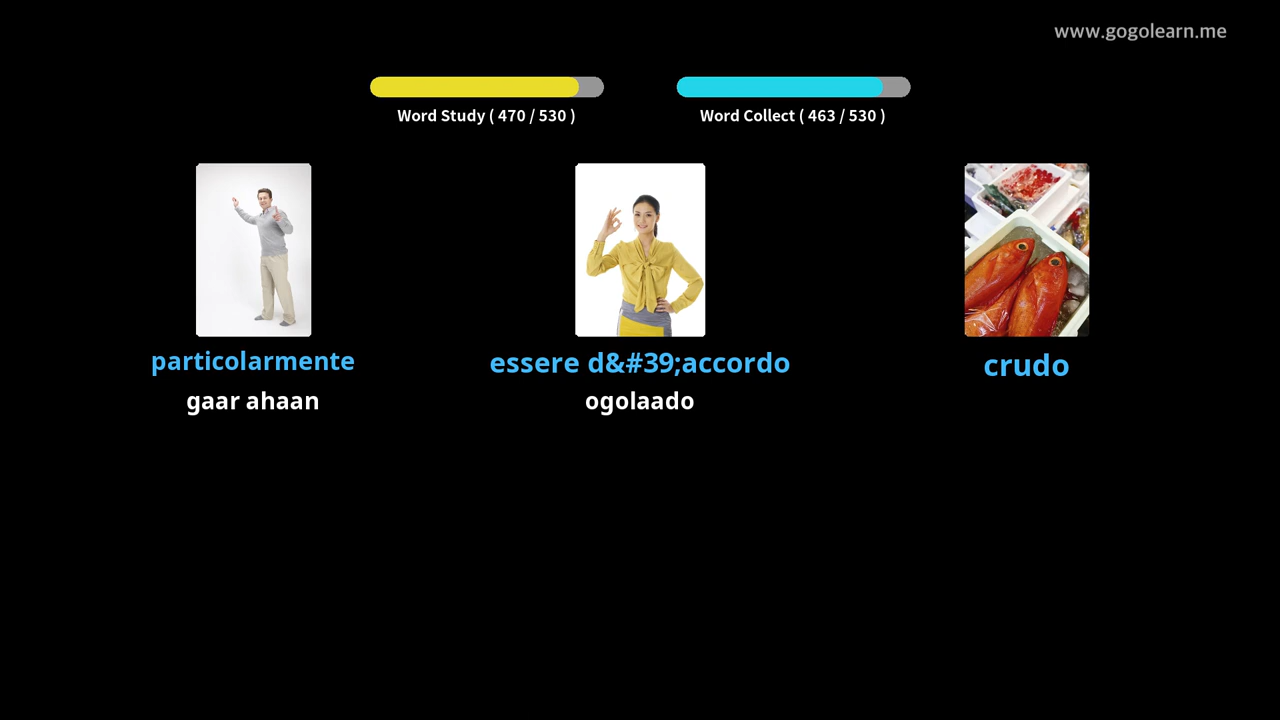 www.gogolearn.me
Word Study ( 470 / 530 )
Word Collect ( 463 / 530 )
particolarmente
essere d&#39;accordo
crudo
gaar ahaan
ogolaado